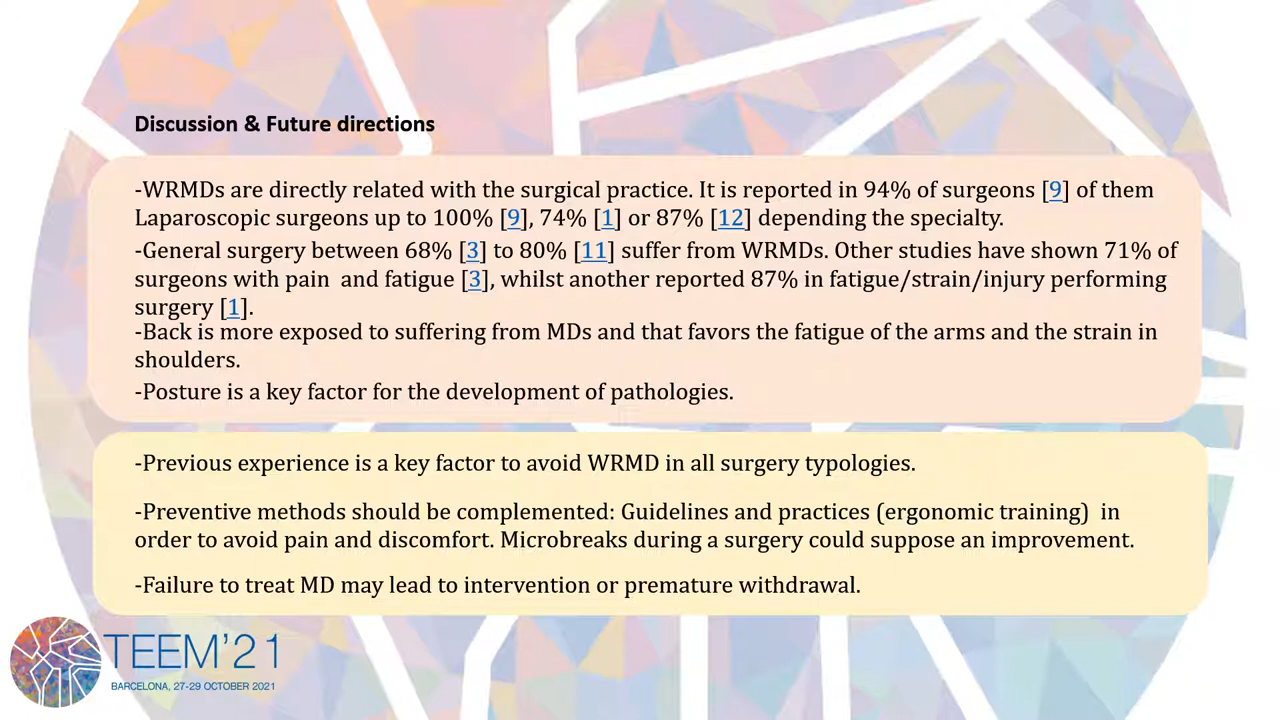 Discussion & Future directions
-WRMDs are directly related with the surgical practice. It is reported in 94% of surgeons [9] of them
Laparoscopic surgeons up to 100% [9], 74% [1] or 87% [12] depending the specialty.
-General surgery between 68% [3] to 80% [11] suffer from WRMDs. Other studies have shown 71% of
surgeons with pain  and fatigue [3], whilst another reported 87% in fatigue/strain/injury performing
surgery [1].
-Back is more exposed to suffering from MDs and that favors the fatigue of the arms and the strain in
shoulders.
-Posture is a key factor for the development of pathologies.
-Previous experience is a key factor to avoid WRMD in all surgery typologies.
-Preventive methods should be complemented: Guidelines and practices (ergonomic training)  in
order to avoid pain and discomfort. Microbreaks during a surgery could suppose an improvement.
-Failure to treat MD may lead to intervention or premature withdrawal.
TEEM’21
BARCELONA, 27-29 OCTOBER 2021